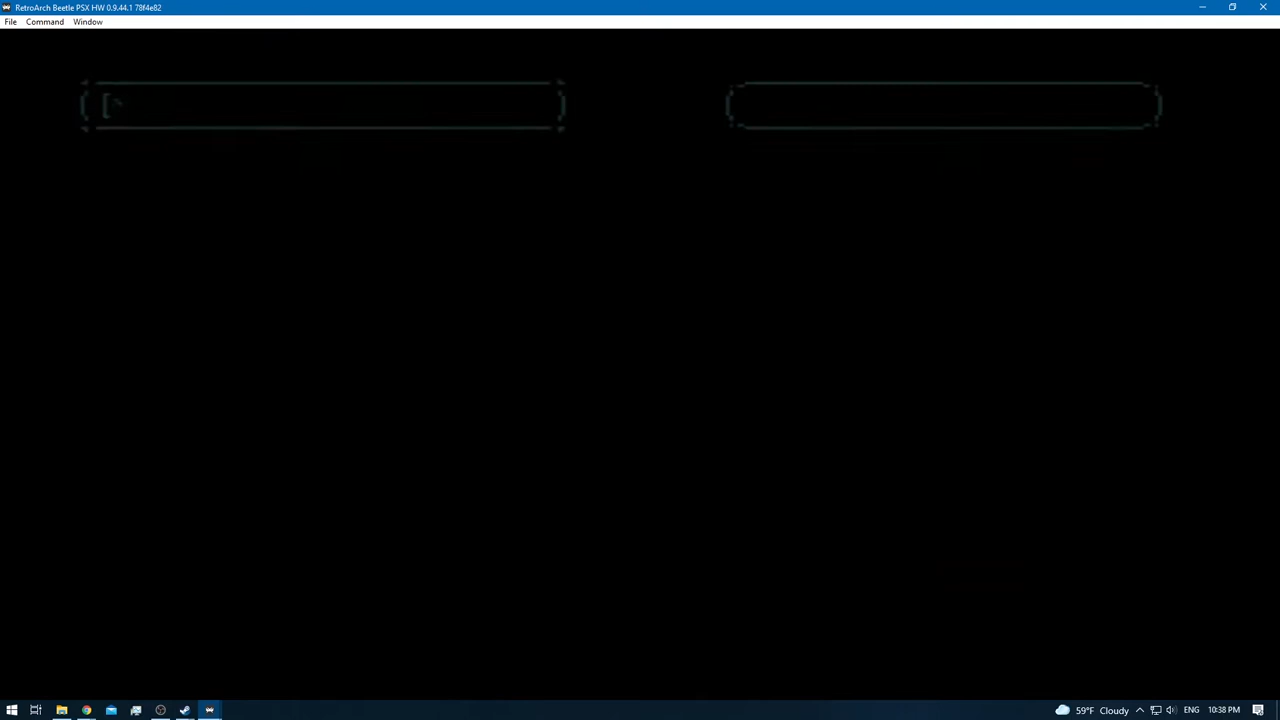 RetroArch Beetle PSX HW 0.9.44.1 78f4e82
File Command Window
59°F Cloudy ENG 10:38 PM